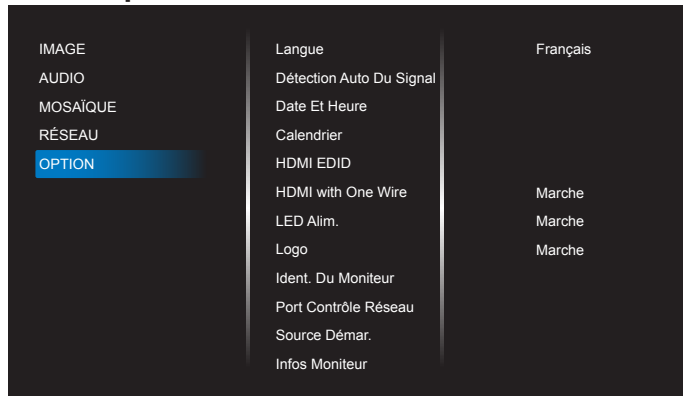 IMAGE Langue Français
AUDIO Détection Auto Du Signal
MOSAÏQUE Date Et Heure
RÉSEAU Calendrier
OPTION HDMI EDID
HDMI with One Wire Marche
LED Alim. Marche
Logo Marche
Ident. Du Moniteur
Port Contrôle Réseau
Source Démar.
Infos Moniteur